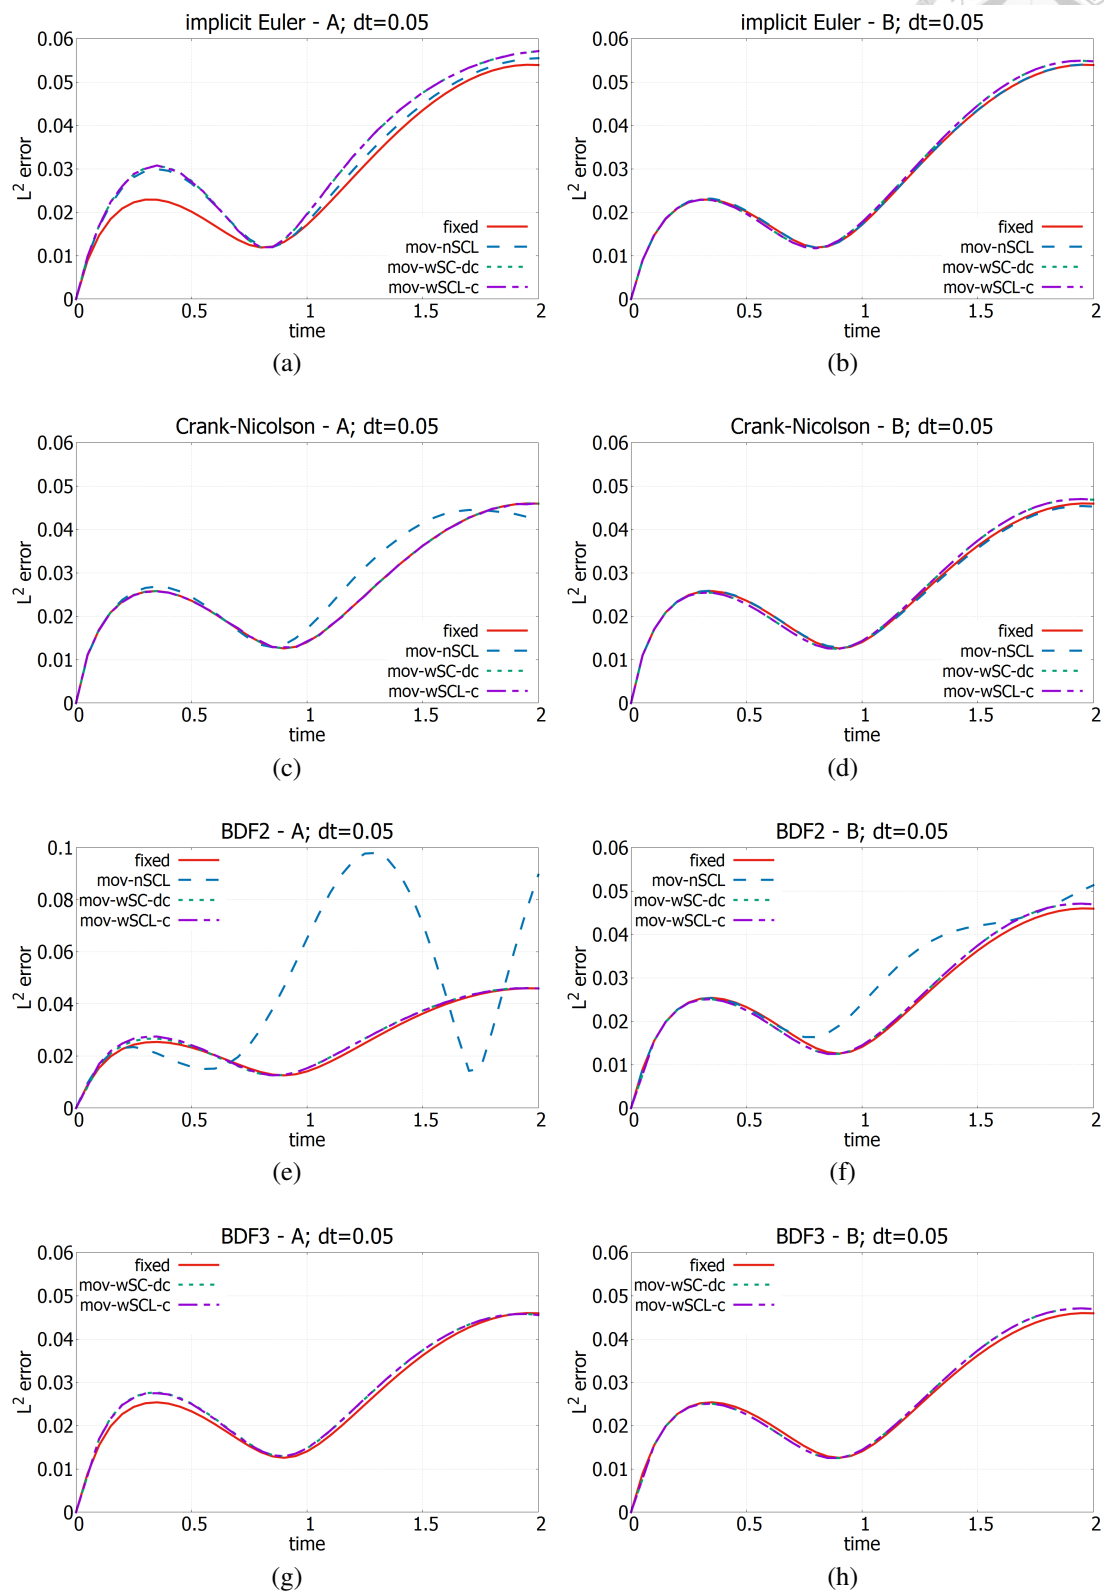 implicit Euler - A; dt=0.05
0.06
0.05
0.04
0.03
0.02
0.01
0
L² error
fixed
mov-nSCL
mov-wSC-dc
mov-wSCL-c
0 0.5 1 1.5 2
time
(a)
implicit Euler - B; dt=0.05
0.06
0.05
0.04
0.03
0.02
0.01
0
L² error
fixed
mov-nSCL
mov-wSC-dc
mov-wSCL-c
0 0.5 1 1.5 2
time
(b)
Crank-Nicolson - A; dt=0.05
0.06
0.05
0.04
0.03
0.02
0.01
0
L² error
fixed
mov-nSCL
mov-wSC-dc
mov-wSCL-c
0 0.5 1 1.5 2
time
(c)
Crank-Nicolson - B; dt=0.05
0.06
0.05
0.04
0.03
0.02
0.01
0
L² error
fixed
mov-nSCL
mov-wSC-dc
mov-wSCL-c
0 0.5 1 1.5 2
time
(d)
BDF2 - A; dt=0.05
0.1
0.08
0.06
0.04
0.02
0
L² error
fixed
mov-nSCL
mov-wSC-dc
mov-wSCL-c
0 0.5 1 1.5 2
time
(e)
BDF2 - B; dt=0.05
0.06
0.05
0.04
0.03
0.02
0.01
0
L² error
fixed
mov-nSCL
mov-wSC-dc
mov-wSCL-c
0 0.5 1 1.5 2
time
(f)
BDF3 - A; dt=0.05
0.06
0.05
0.04
0.03
0.02
0.01
0
L² error
fixed
mov-wSC-dc
mov-wSCL-c
0 0.5 1 1.5 2
time
(g)
BDF3 - B; dt=0.05
0.06
0.05
0.04
0.03
0.02
0.01
0
L² error
fixed
mov-wSC-dc
mov-wSCL-c
0 0.5 1 1.5 2
time
(h)